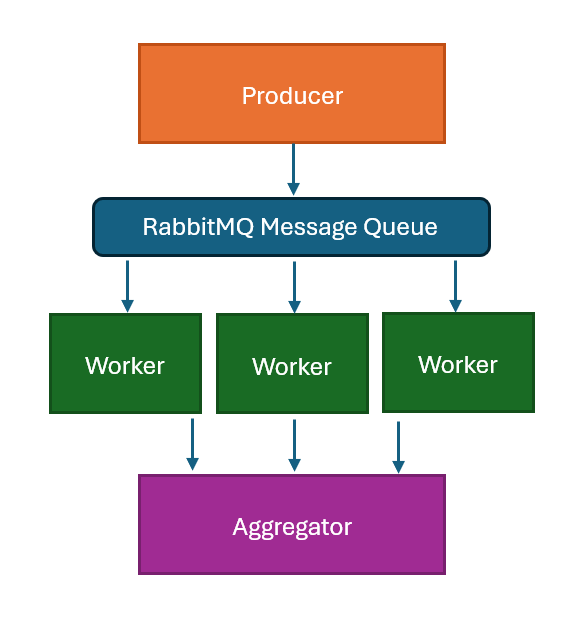 Producer
RabbitMQ Message Queue
Worker
Worker
Worker
Aggregator